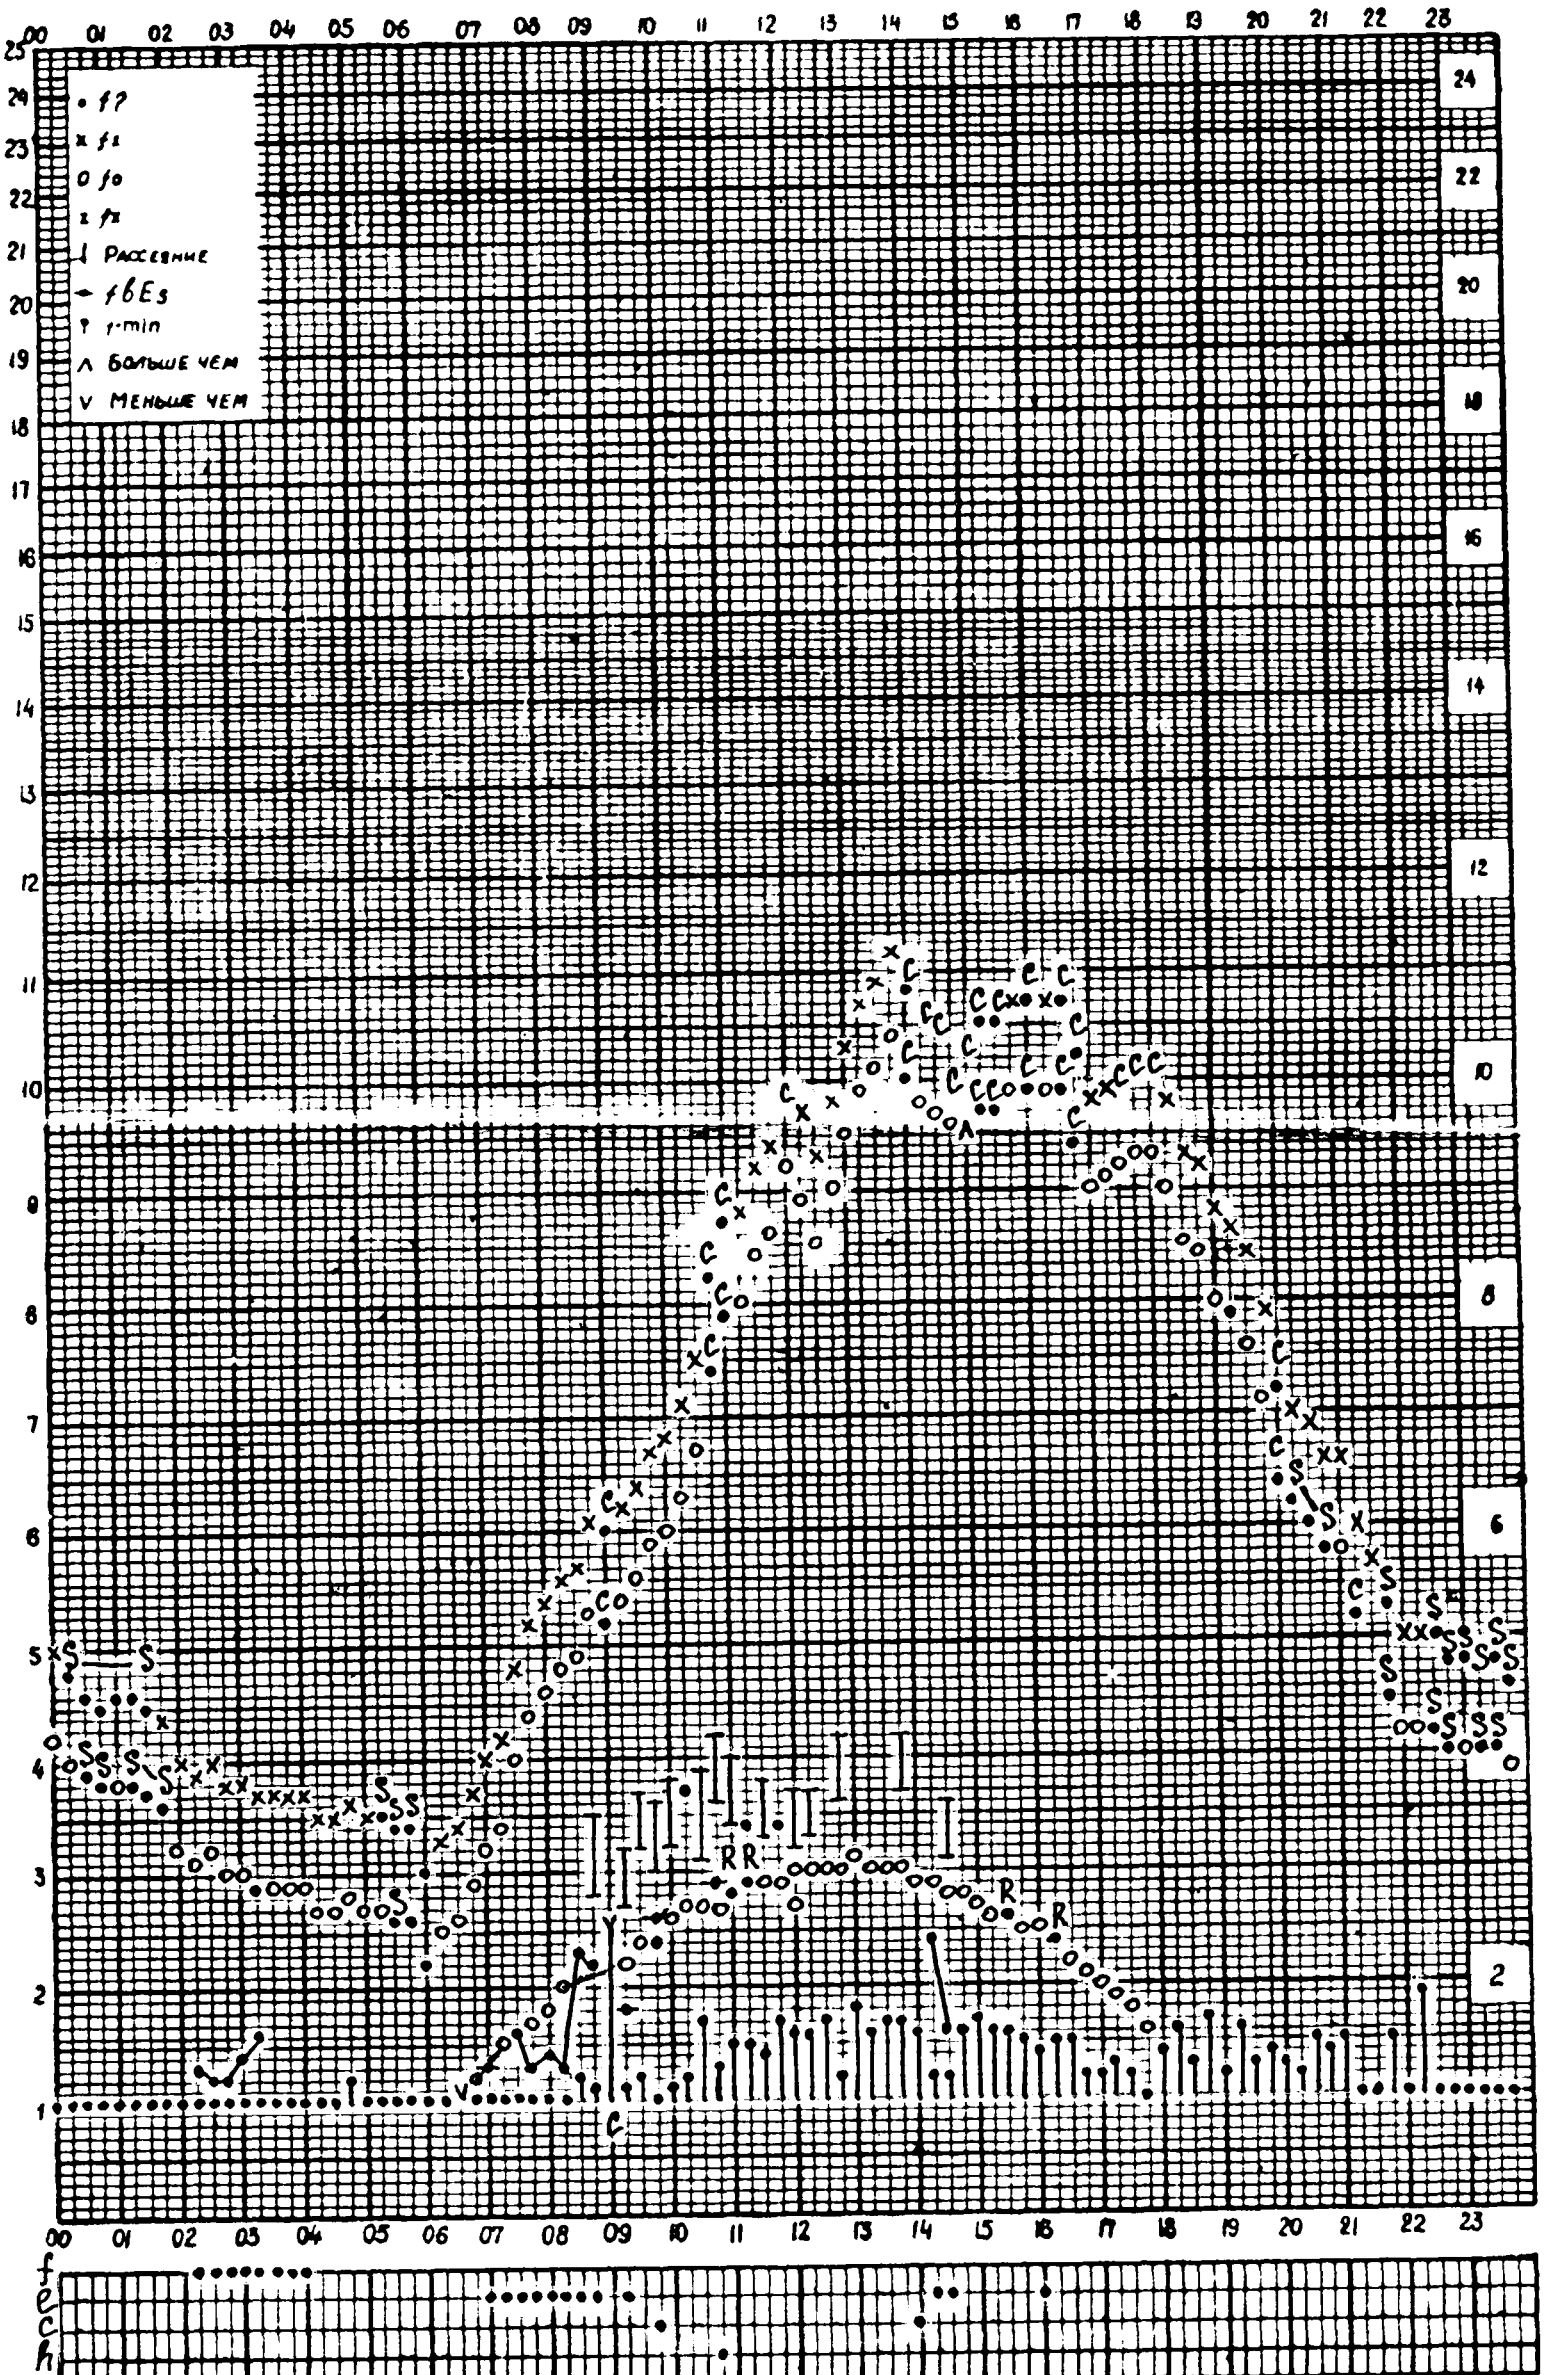 00 01 02 03 04 05 06 07 08 09 10 11 12 13 14 15 16 17 18 19 20 21 22 23
25
24 24
23
22 22
21
20 20
19
18 18
17
16 16
15
14 14
13
12 12
11
10 10
9
8 8
7
6 6
5
4
3
2 2
1
• f?
o fo
Рассеяние
fbEs
f-min
Λ Больше чем
V Меньше чем
C
C C C C
C C C
C C C C C C C
C C C C C
C
C C
C C C
C
C S
C S
C C S S
S S S S S S
S S S S S
S S S S
S S S S S
S S S
R R
S R R
V
C
00 01 02 03 04 05 06 07 08 09 10 11 12 13 14 15 16 17 18 19 20 21 22 23
f
e
c
h